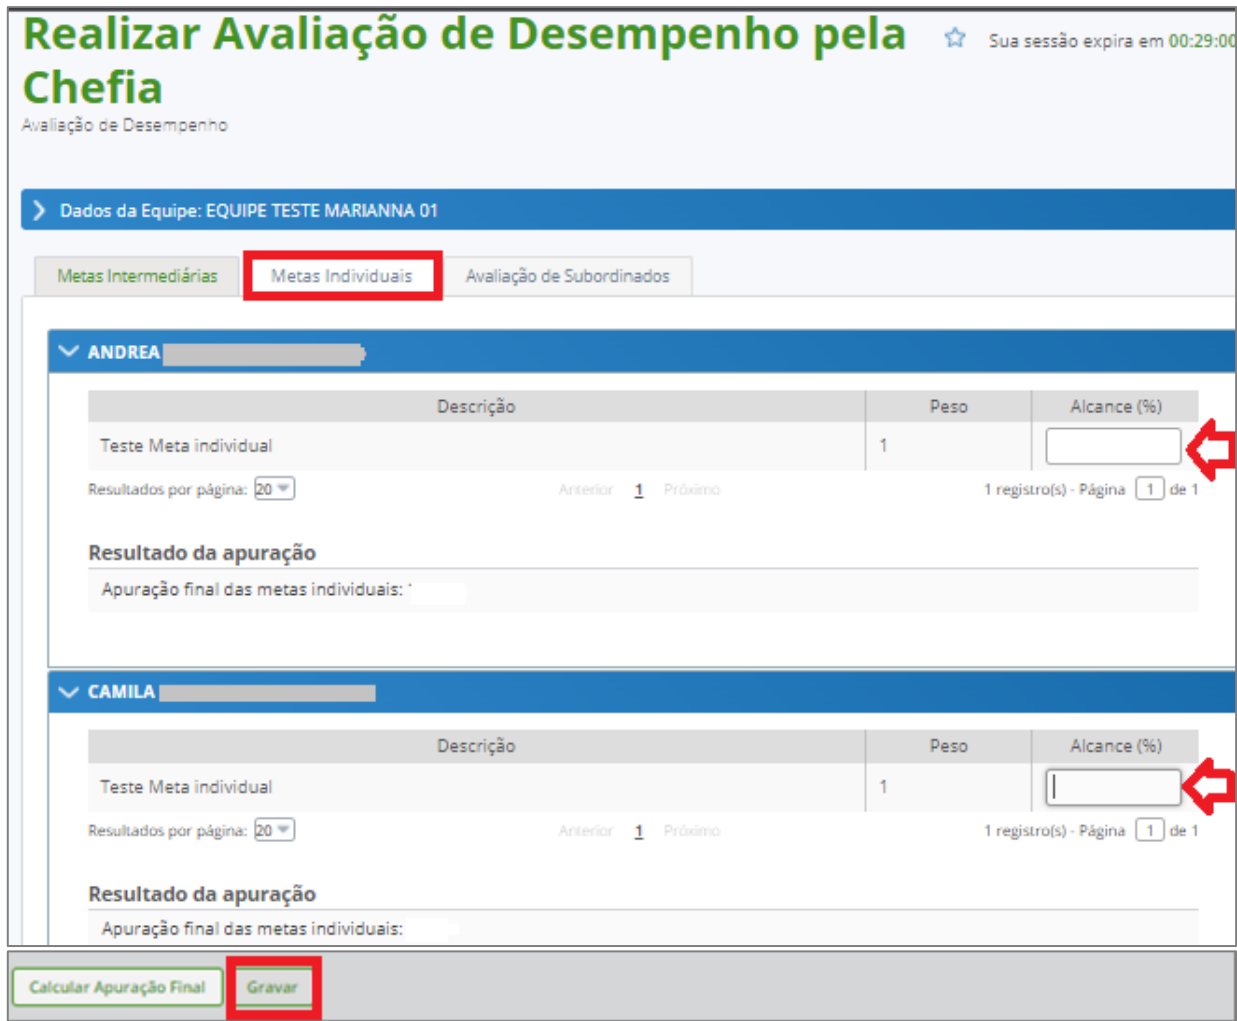 Realizar Avaliação de Desempenho pela
Chefia
Sua sessão expira em 00:29:00
Avaliação de Desempenho
Dados da Equipe: EQUIPE TESTE MARIANNA 01
Metas Intermediárias Metas Individuais Avaliação de Subordinados
ANDREA
Descrição Peso Alcance (%)
Teste Meta individual 1
Resultados por página: 20 Anterior 1 Próximo 1 registro(s) - Página 1 de 1
Resultado da apuração
Apuração final das metas individuais:
CAMILA
Descrição Peso Alcance (%)
Teste Meta individual 1
Resultados por página: 20 Anterior 1 Próximo 1 registro(s) - Página 1 de 1
Resultado da apuração
Apuração final das metas individuais:
Calcular Apuração Final Gravar